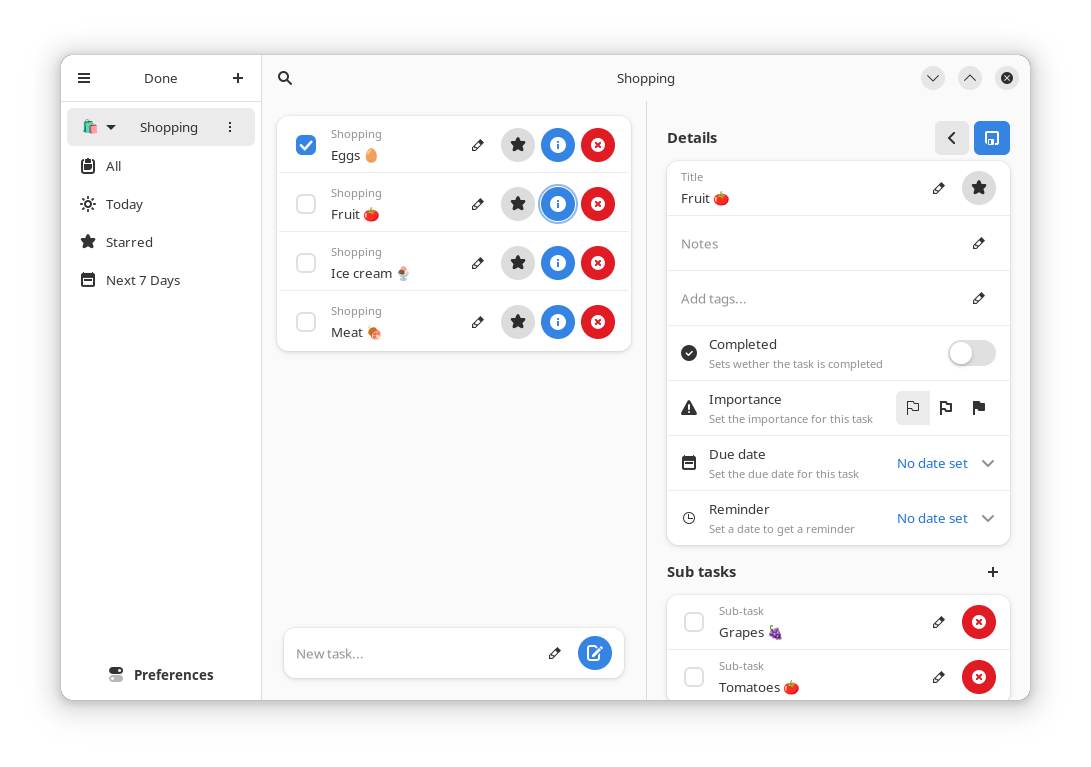 Done
Shopping
Shopping
All
Today
Starred
Next 7 Days
Preferences
Shopping
Eggs 🥚
Shopping
Fruit 🍅
Shopping
Ice cream 🍨
Shopping
Meat 🍖
New task...
Details
Title
Fruit 🍅
Notes
Add tags...
Completed
Sets wether the task is completed
Importance
Set the importance for this task
Due date
Set the due date for this task
No date set
Reminder
Set a date to get a reminder
No date set
Sub tasks
Sub-task
Grapes 🍇
Sub-task
Tomatoes 🍅